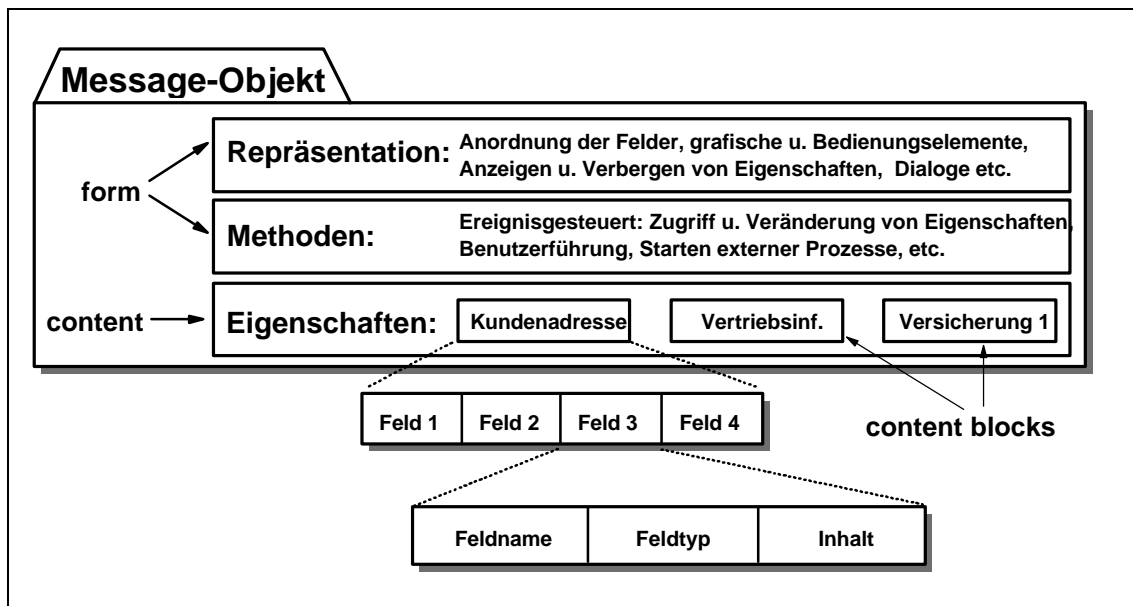 Message-Objekt
form
Repräsentation:
Anordnung der Felder, grafische u. Bedienungselemente,
Anzeigen u. Verbergen von Eigenschaften, Dialoge etc.
Methoden:
Ereignisgesteuert: Zugriff u. Veränderung von Eigenschaften,
Benutzerführung, Starten externer Prozesse, etc.
content
Eigenschaften:
Kundenadresse
Vertriebsinf.
Versicherung 1
Feld 1
Feld 2
Feld 3
Feld 4
content blocks
Feldname
Feldtyp
Inhalt